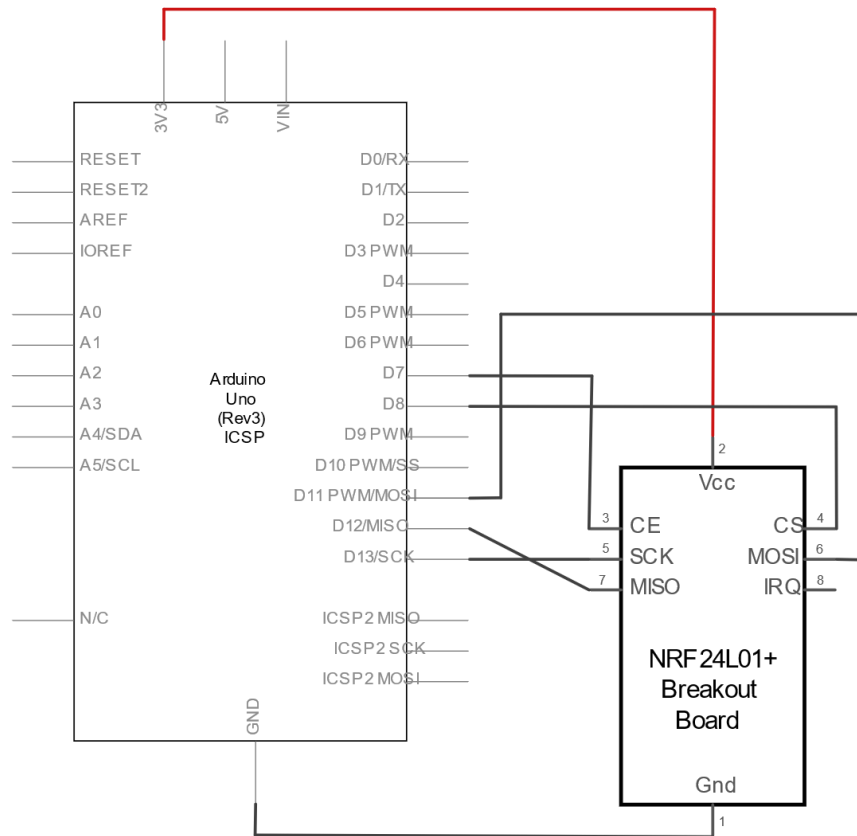 3V3
5V
VIN
RESET
RESET2
AREF
IOREF
A0
A1
A2
A3
A4/SDA
A5/SCL
N/C
D0/RX
D1/TX
D2
D3 PWM
D4
D5 PWM
D6 PWM
D7
D8
D9 PWM
D10 PWM/SS
D11 PWM/MOSI
D12/MISO
D13/SCK
ICSP2 MISO
ICSP2 SCK
ICSP2 MOSI
Arduino
Uno
(Rev3)
ICSP
GND
2
Vcc
3 CE
CS 4
5 SCK
MOSI 6
7 MISO
IRQ 8
NRF24L01+
Breakout
Board
Gnd
1